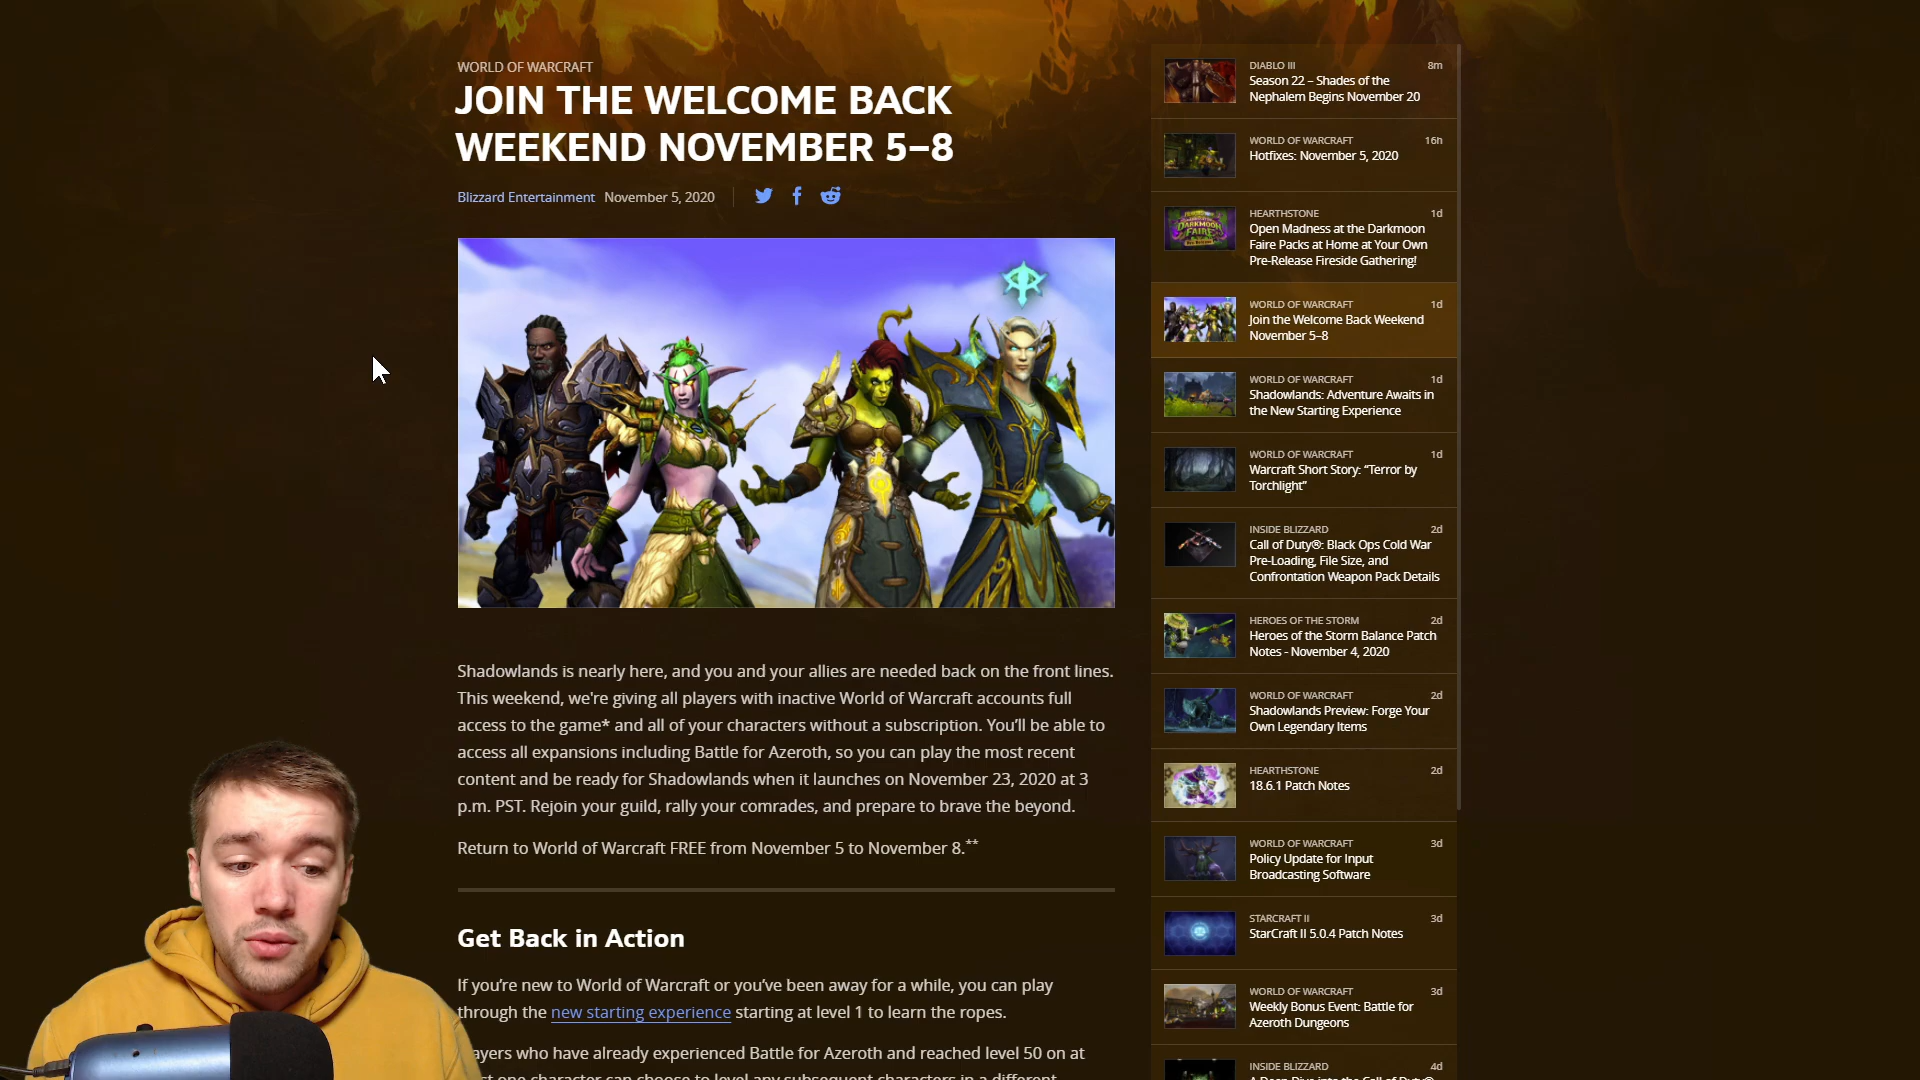 WORLD OF WARCRAFT
JOIN THE WELCOME BACK
WEEKEND NOVEMBER 5–8
Blizzard Entertainment November 5, 2020
Shadowlands is nearly here, and you and your allies are needed back on the front lines.
This weekend, we're giving all players with inactive World of Warcraft accounts full
access to the game* and all of your characters without a subscription. You'll be able to
access all expansions including Battle for Azeroth, so you can play the most recent
content and be ready for Shadowlands when it launches on November 23, 2020 at 3
p.m. PST. Rejoin your guild, rally your comrades, and prepare to brave the beyond.
Return to World of Warcraft FREE from November 5 to November 8.**
Get Back in Action
If you're new to World of Warcraft or you've been away for a while, you can play
through the new starting experience starting at level 1 to learn the ropes.
ayers who have already experienced Battle for Azeroth and reached level 50 on at
one character can choose to level any subsequent characters in a different
DIABLO III 8m
Season 22 – Shades of the
Nephalem Begins November 20
WORLD OF WARCRAFT 16h
Hotfixes: November 5, 2020
HEARTHSTONE 1d
Open Madness at the Darkmoon
Faire Packs at Home at Your Own
Pre-Release Fireside Gathering!
DARKMOON
FAIRE
WORLD OF WARCRAFT 1d
Join the Welcome Back Weekend
November 5–8
WORLD OF WARCRAFT 1d
Shadowlands: Adventure Awaits in
the New Starting Experience
WORLD OF WARCRAFT 1d
Warcraft Short Story: “Terror by
Torchlight”
INSIDE BLIZZARD 2d
Call of Duty®: Black Ops Cold War
Pre-Loading, File Size, and
Confrontation Weapon Pack Details
HEROES OF THE STORM 2d
Heroes of the Storm Balance Patch
Notes - November 4, 2020
WORLD OF WARCRAFT 2d
Shadowlands Preview: Forge Your
Own Legendary Items
HEARTHSTONE 2d
18.6.1 Patch Notes
WORLD OF WARCRAFT 3d
Policy Update for Input
Broadcasting Software
STARCRAFT II 3d
StarCraft II 5.0.4 Patch Notes
WORLD OF WARCRAFT 3d
Weekly Bonus Event: Battle for
Azeroth Dungeons
INSIDE BLIZZARD 4d
A Deep Dive into the Call of Duty®: